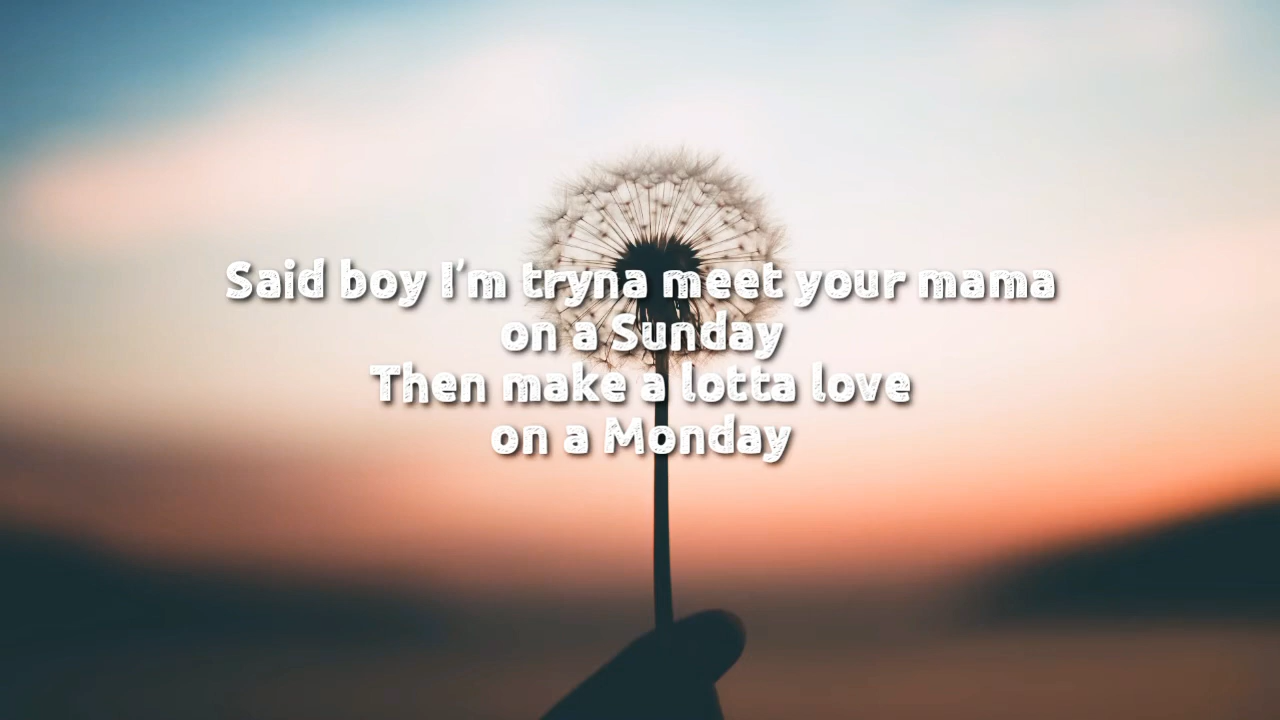 Said boy I'm tryna meet your mama
on a Sunday
Then make a lotta love
on a Monday